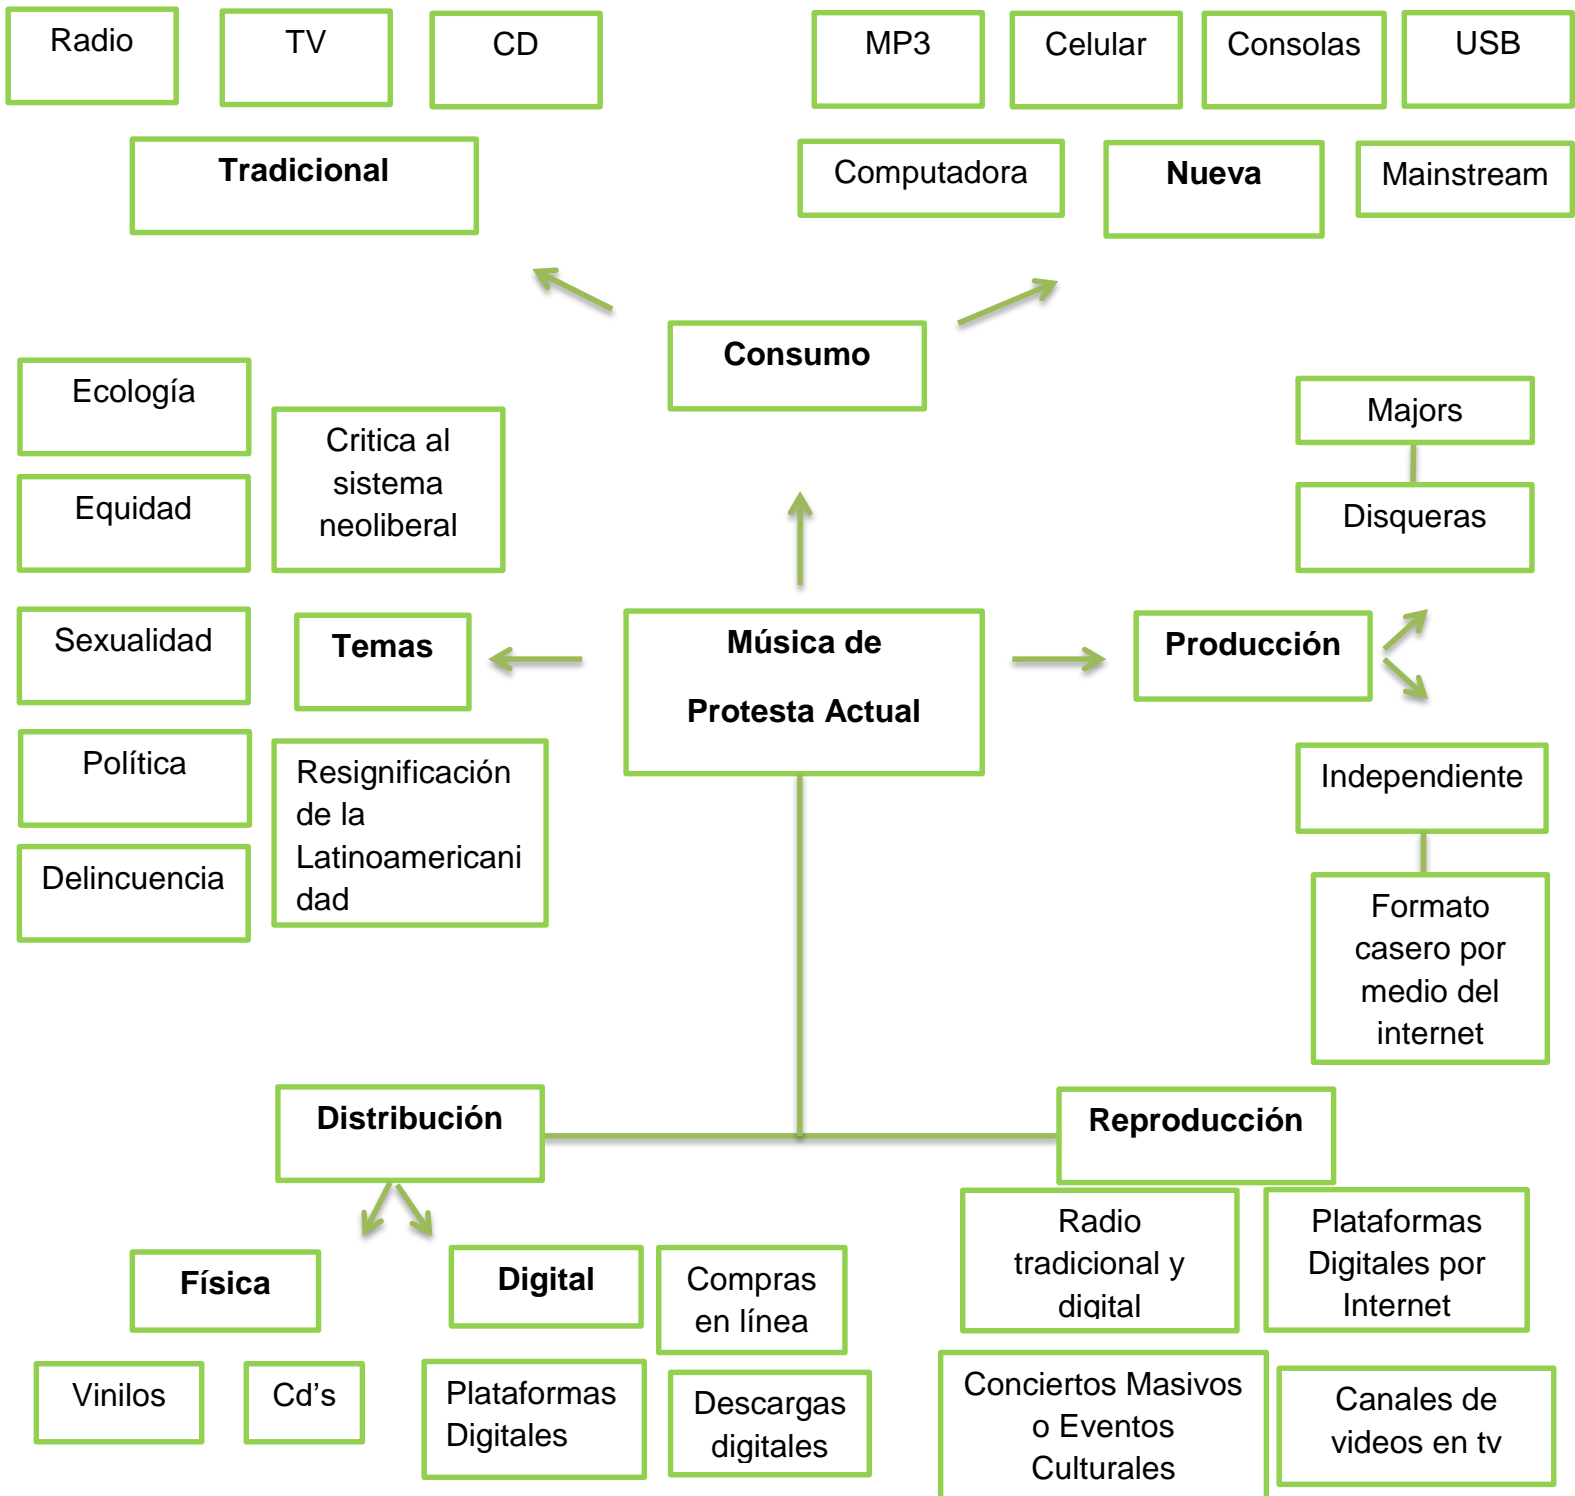 Radio
TV
CD
MP3
Celular
Consolas
USB
Tradicional
Computadora
Nueva
Mainstream
Consumo
Ecología
Equidad
Sexualidad
Política
Delincuencia
Critica al
sistema
neoliberal
Temas
Resignificación
de la
Latinoamericani
dad
Música de
Protesta Actual
Majors
Disqueras
Producción
Independiente
Formato
casero por
medio del
internet
Distribución
Reproducción
Física
Digital
Compras
en línea
Vinilos
Cd’s
Plataformas
Digitales
Descargas
digitales
Radio
tradicional y
digital
Plataformas
Digitales por
Internet
Conciertos Masivos
o Eventos
Culturales
Canales de
videos en tv